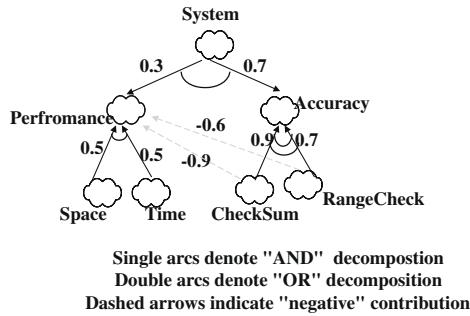 System
0.3 0.7
Perfromance Accuracy
-0.6
0.5 0.5 -0.9 0.9 0.7
Space Time CheckSum RangeCheck
Single arcs denote "AND" decompostion
Double arcs denote "OR" decomposition
Dashed arrows indicate "negative" contribution